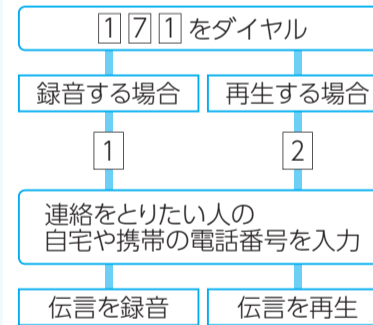 171をダイヤル
録音する場合
再生する場合
1
2
連絡をとりたい人の
自宅や携帯の電話番号を入力
伝言を録音
伝言を再生